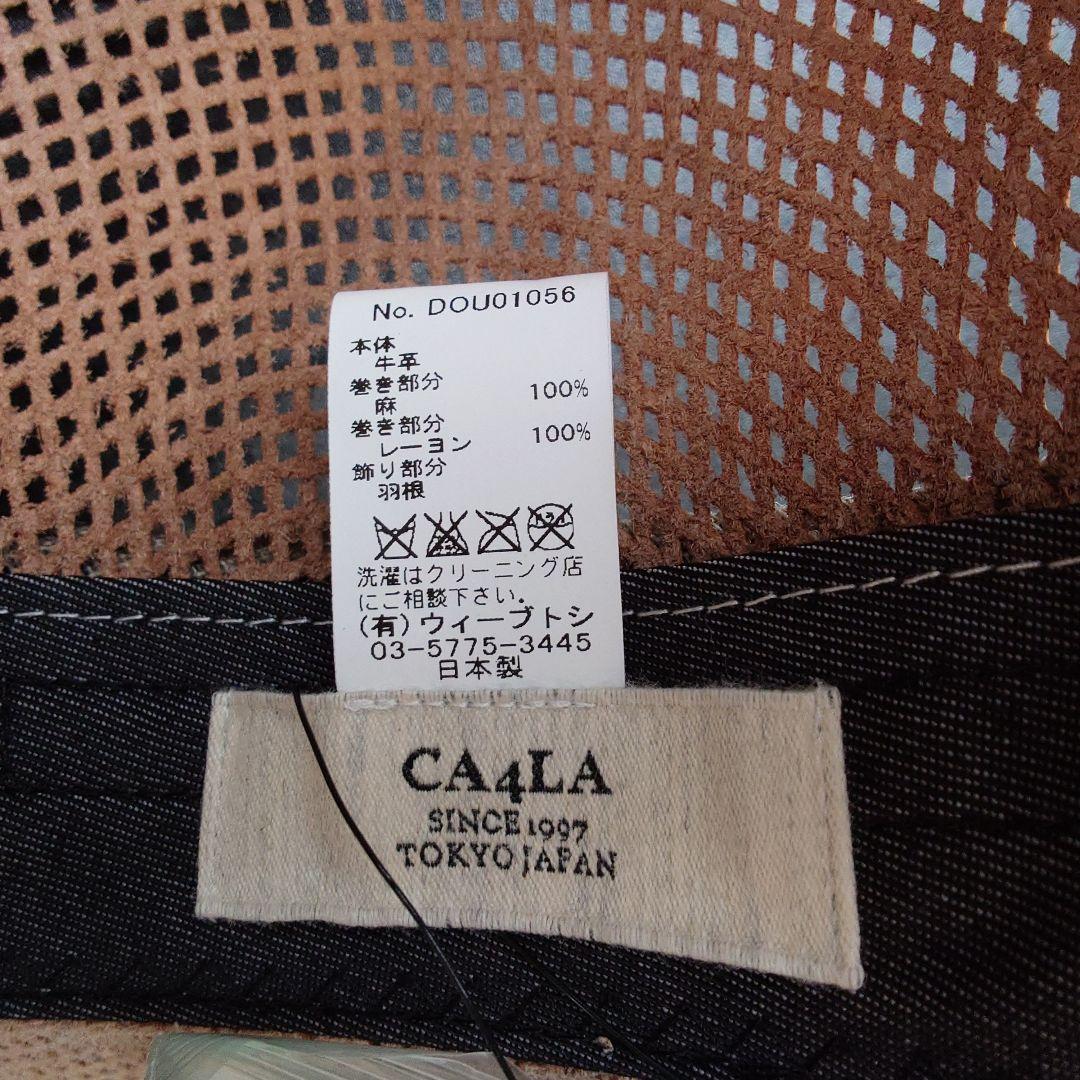 No. DOU01056
本体
牛革
巻き部分
麻 100%
巻き部分
レーヨン 100%
飾り部分
羽根
洗濯はクリーニング店
にご相談下さい.
(有)ウィーブトシ
03-5775-3445
日本製
CA4LA
SINCE 1997
TOKYO JAPAN